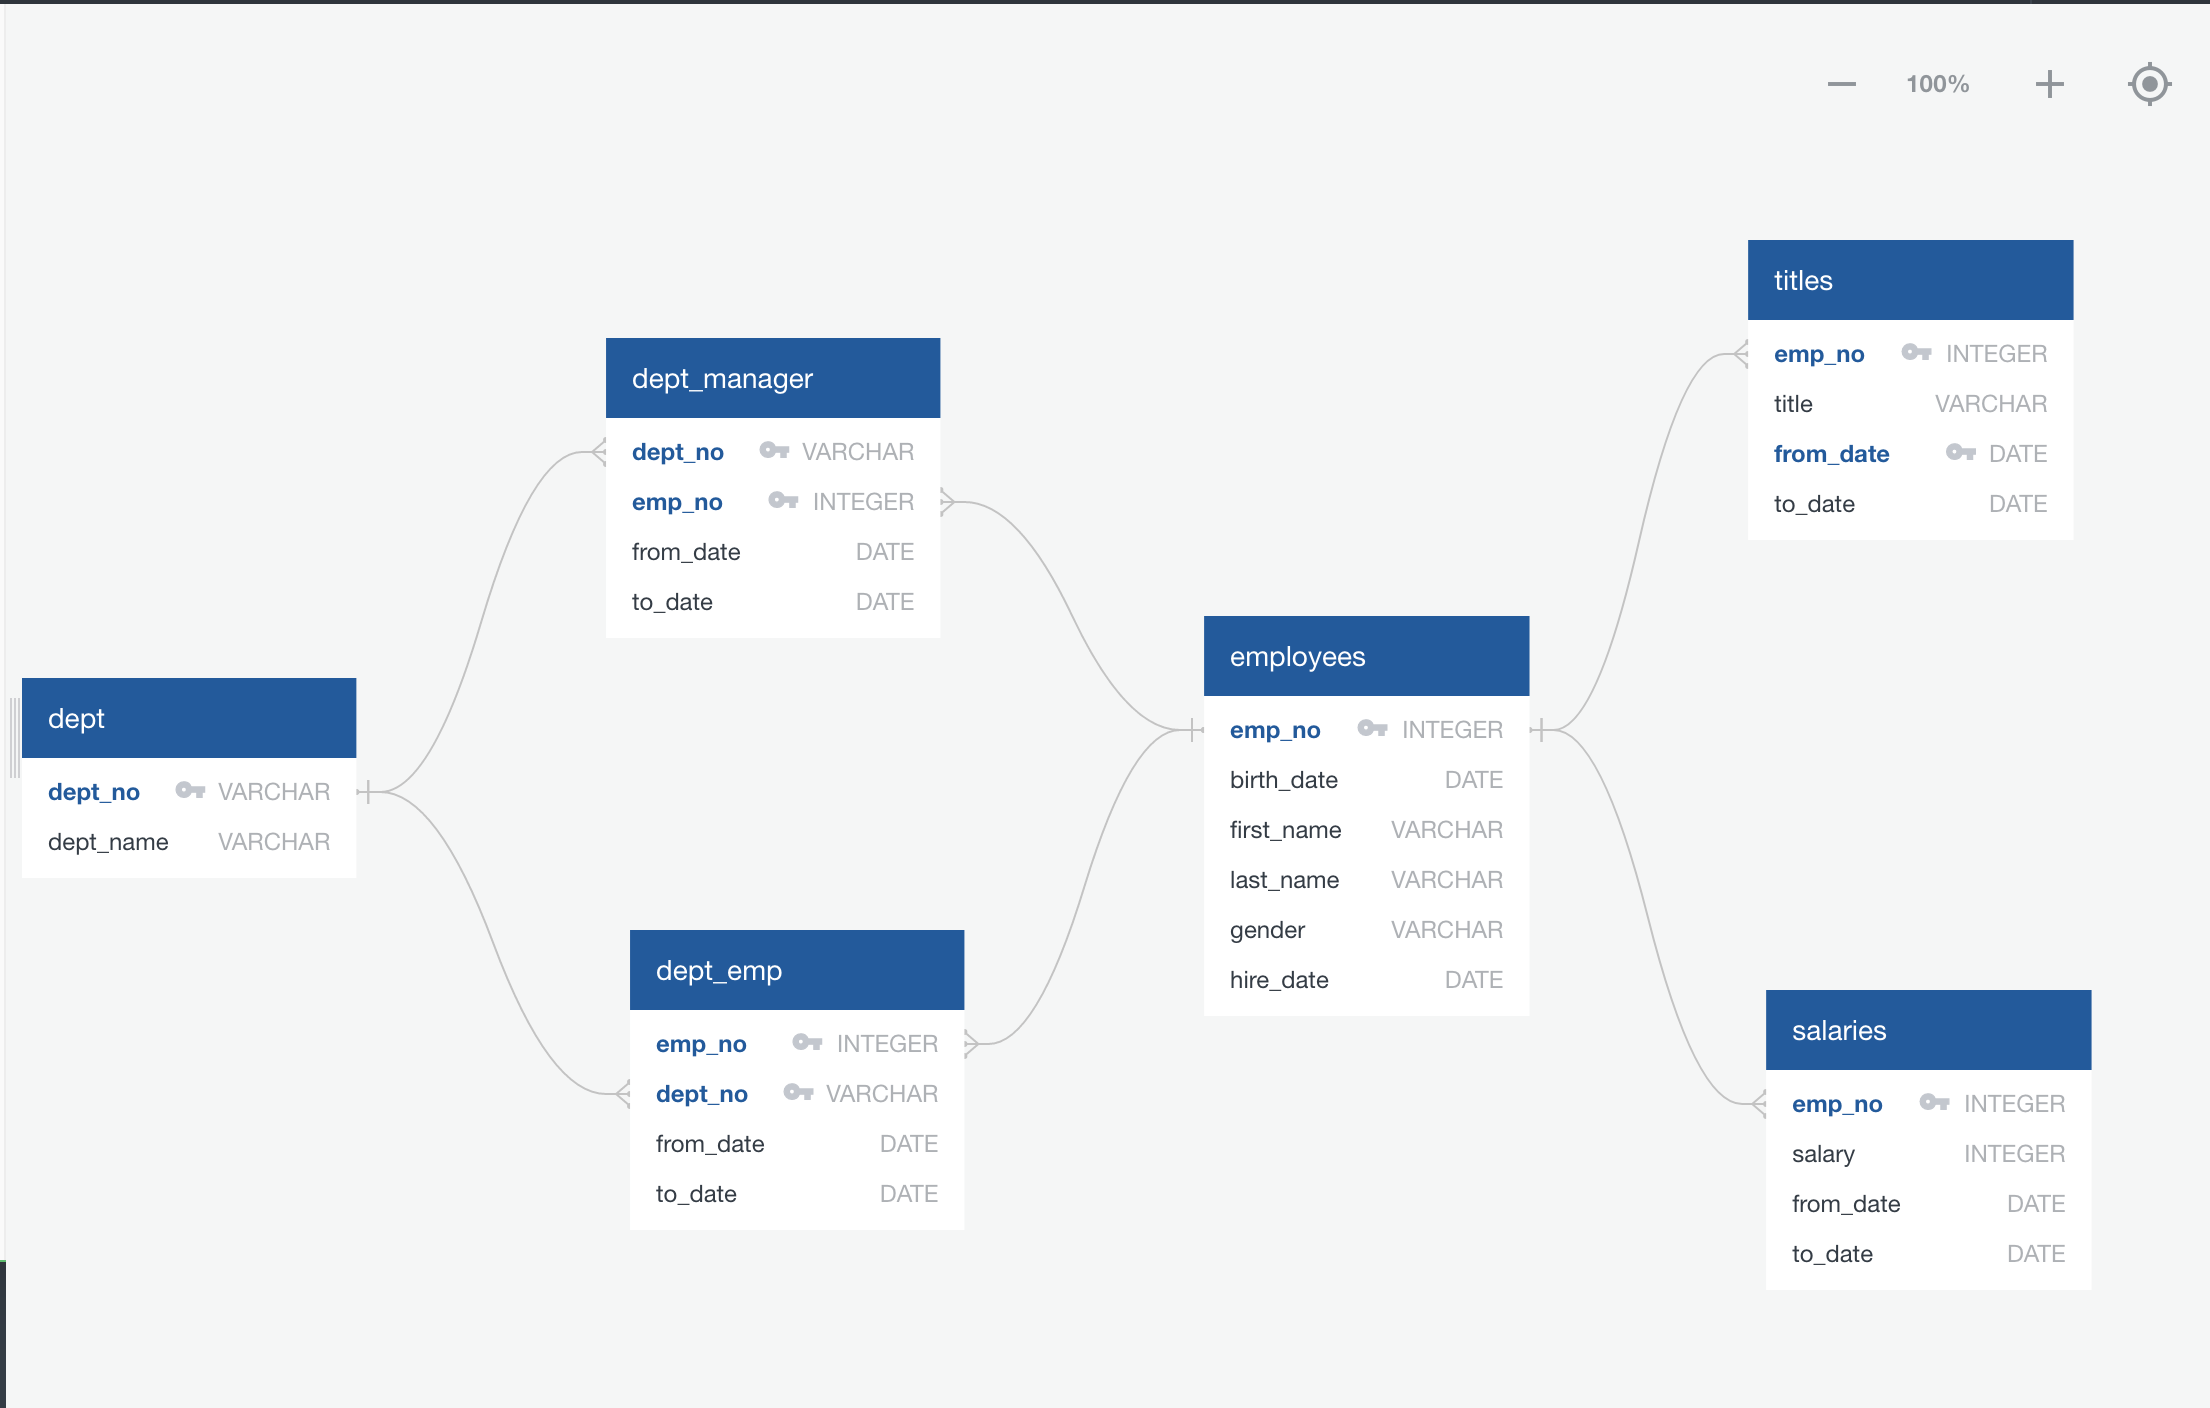 100%
titles
emp_no INTEGER
title VARCHAR
from_date DATE
to_date DATE
dept_manager
dept_no VARCHAR
emp_no INTEGER
from_date DATE
to_date DATE
employees
emp_no INTEGER
birth_date DATE
first_name VARCHAR
last_name VARCHAR
gender VARCHAR
hire_date DATE
dept
dept_no VARCHAR
dept_name VARCHAR
dept_emp
emp_no INTEGER
dept_no VARCHAR
from_date DATE
to_date DATE
salaries
emp_no INTEGER
salary INTEGER
from_date DATE
to_date DATE